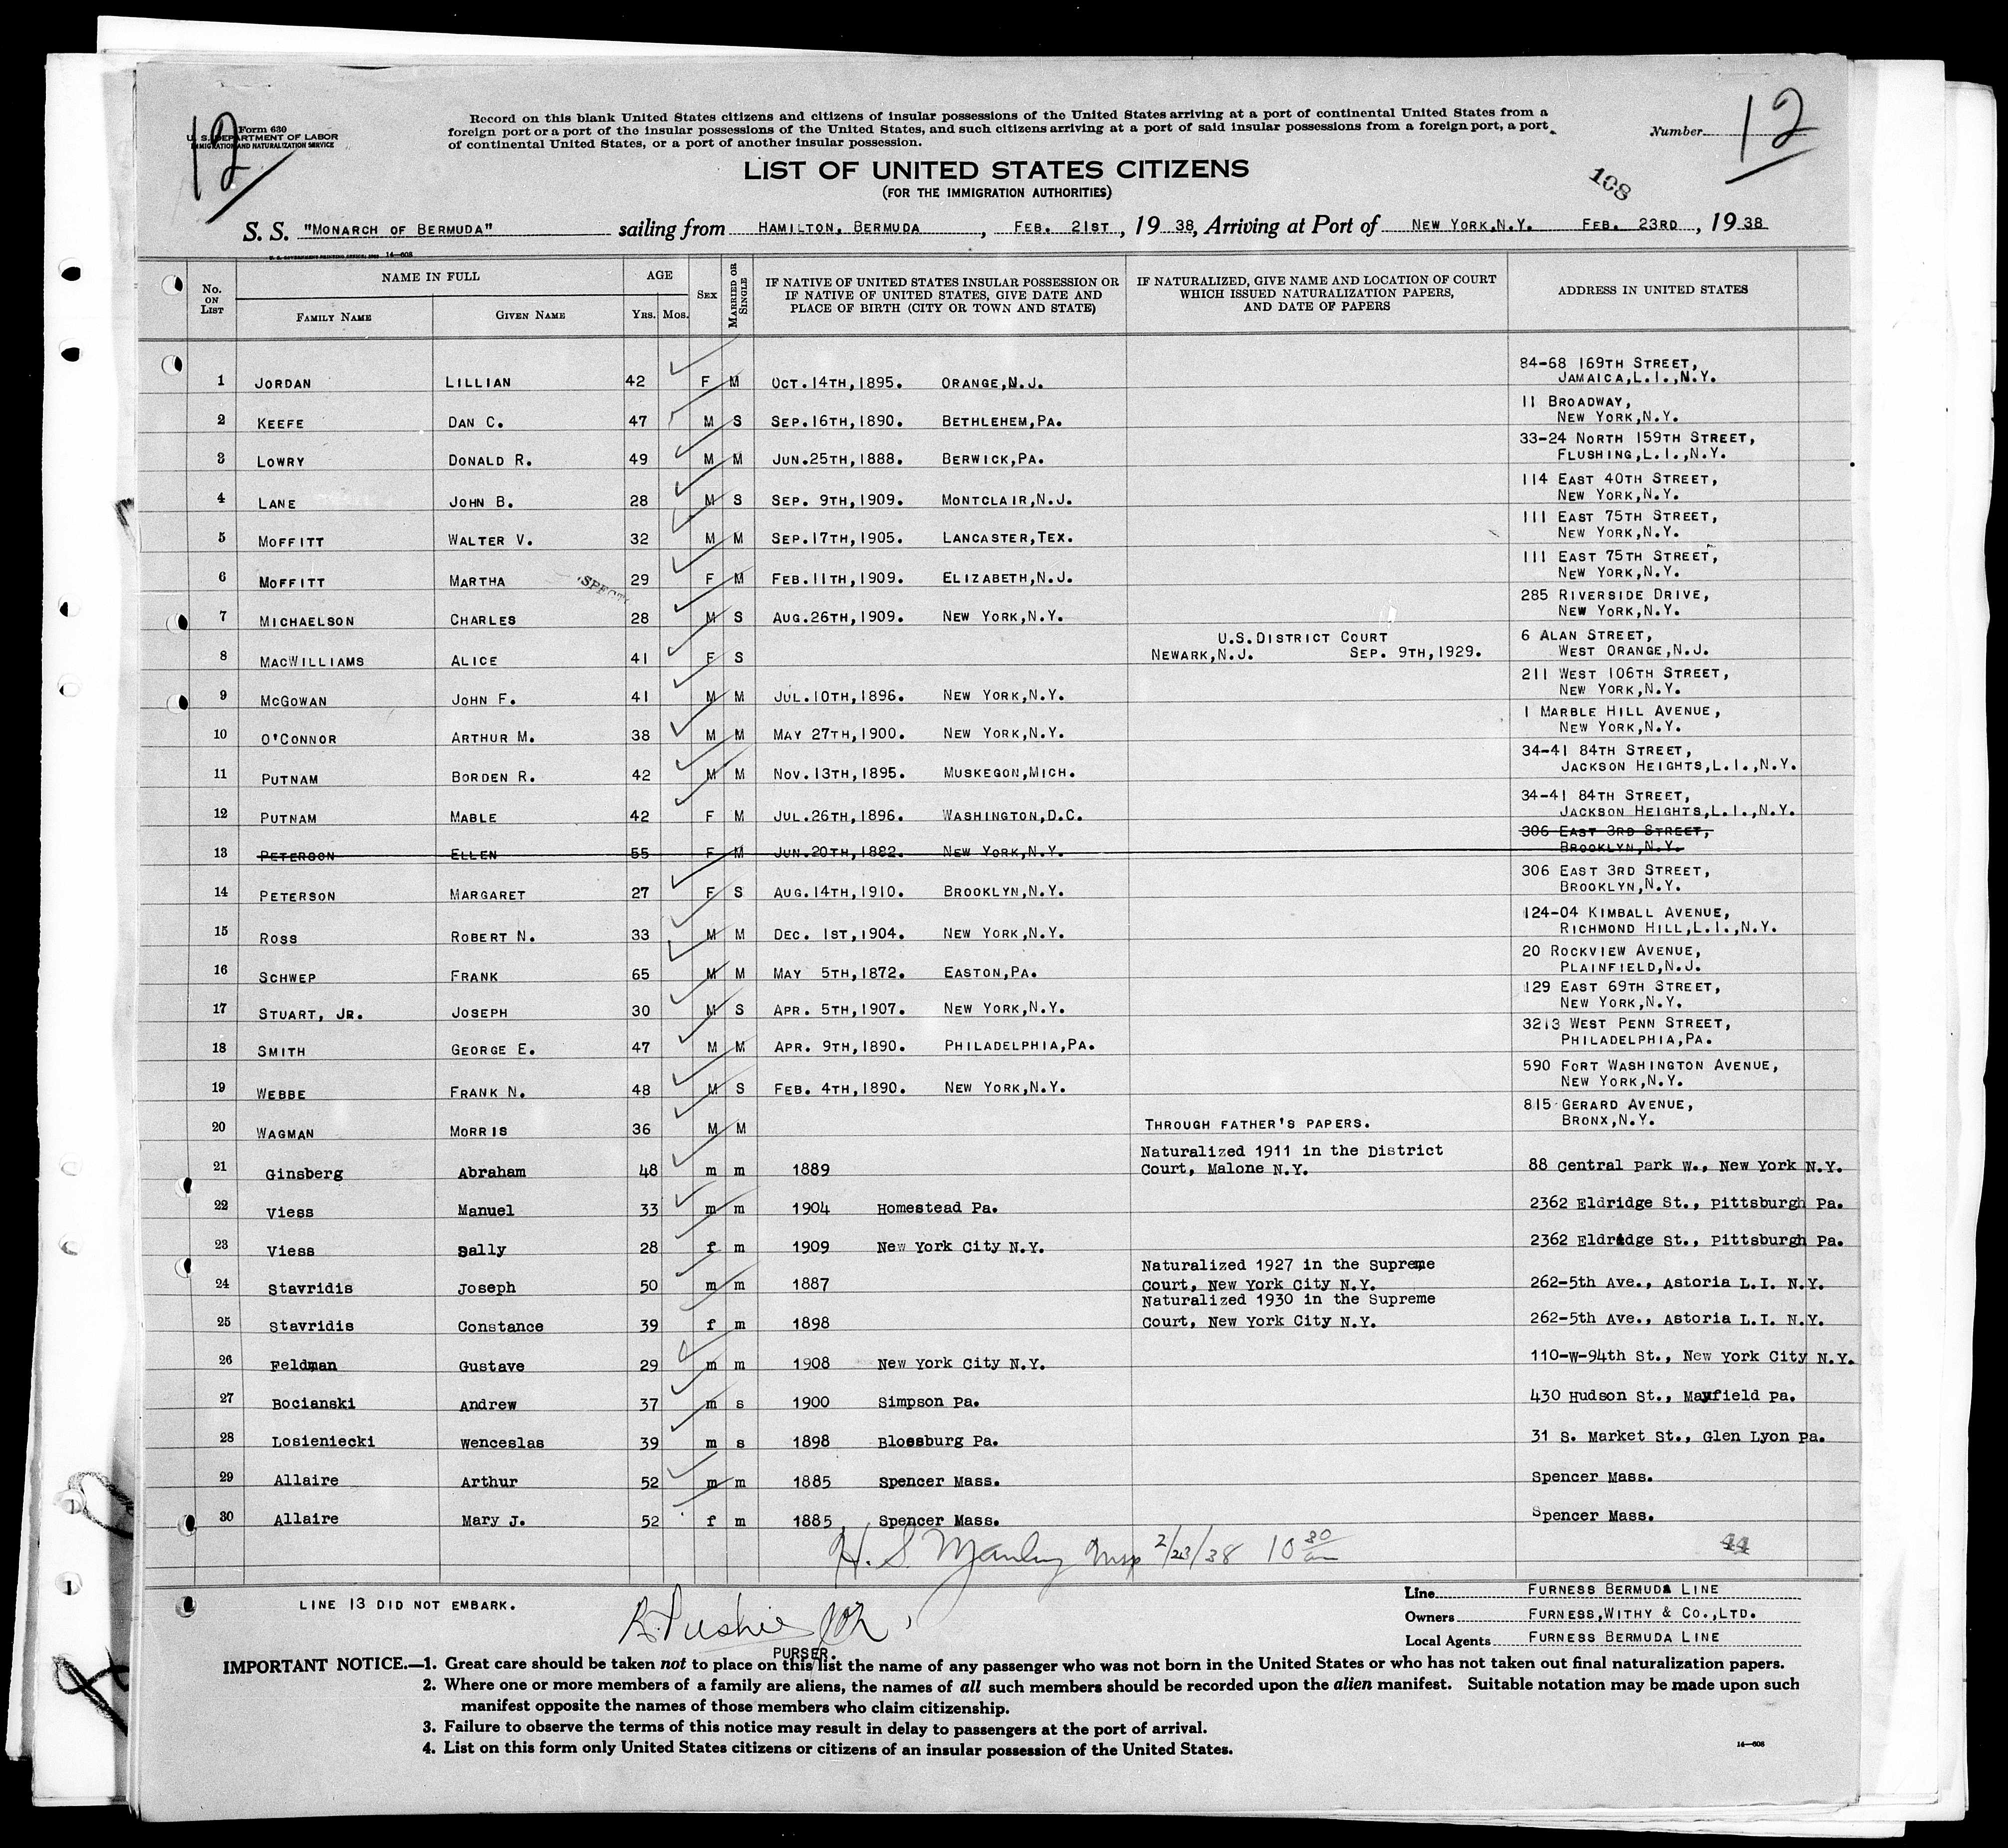 12
Form 630
U. S. DEPARTMENT OF LABOR
IMMIGRATION AND NATURALIZATION SERVICE
Record on this blank United States citizens and citizens of insular possessions of the United States arriving at a port of continental United States from a
foreign port or a port of the insular possessions of the United States, and such citizens arriving at a port of said insular possessions from a foreign port, a port
of continental United States, or a port of another insular possession.
Number 12
LIST OF UNITED STATES CITIZENS
(FOR THE IMMIGRATION AUTHORITIES)
108
S. S. "MONARCH OF BERMUDA" sailing from HAMILTON, BERMUDA, FEB. 21ST, 1938, Arriving at Port of NEW YORK,N.Y. FEB. 23RD, 1938
No. ON LIST NAME IN FULL AGE SEX MARRIED OR SINGLE IF NATIVE OF UNITED STATES INSULAR POSSESSION OR IF NATIVE OF UNITED STATES, GIVE DATE AND PLACE OF BIRTH (CITY OR TOWN AND STATE) IF NATURALIZED, GIVE NAME AND LOCATION OF COURT WHICH ISSUED NATURALIZATION PAPERS, AND DATE OF PAPERS ADDRESS IN UNITED STATES
FAMILY NAME GIVEN NAME YRS. MOS.
1 JORDAN LILLIAN 42 F M OCT.14TH,1895. ORANGE,N.J. 84-68 169TH STREET, JAMAICA,L.I.,N.Y.
2 KEEFE DAN C. 47 M S SEP.16TH,1890. BETHLEHEM,PA. 11 BROADWAY, NEW YORK,N.Y.
3 LOWRY DONALD R. 49 M M JUN.25TH,1888. BERWICK,PA. 33-24 NORTH 159TH STREET, FLUSHING,L.I.,N.Y.
4 LANE JOHN B. 28 M S SEP. 9TH,1909. MONTCLAIR,N.J. 114 EAST 40TH STREET, NEW YORK,N.Y.
5 MOFFITT WALTER V. 32 M M SEP.17TH,1905. LANCASTER,TEX. 111 EAST 75TH STREET, NEW YORK,N.Y.
6 MOFFITT MARTHA 29 F M FEB.11TH,1909. ELIZABETH,N.J. 111 EAST 75TH STREET, NEW YORK,N.Y.
7 MICHAELSON CHARLES 28 M S AUG.26TH,1909. NEW YORK,N.Y. 285 RIVERSIDE DRIVE, NEW YORK,N.Y.
8 MACWILLIAMS ALICE 41 F S U.S.DISTRICT COURT NEWARK,N.J. SEP. 9TH,1929. 6 ALAN STREET, WEST ORANGE,N.J.
9 MCGOWAN JOHN F. 41 M M JUL.10TH,1896. NEW YORK,N.Y. 211 WEST 106TH STREET, NEW YORK,N.Y.
10 O'CONNOR ARTHUR M. 38 M M MAY 27TH,1900. NEW YORK,N.Y. 1 MARBLE HILL AVENUE, NEW YORK,N.Y.
11 PUTNAM BORDEN R. 42 M M NOV.13TH,1895. MUSKEGON,MICH. 34-41 84TH STREET, JACKSON HEIGHTS,L.I.,N.Y.
12 PUTNAM MABLE 42 F M JUL.26TH,1896. WASHINGTON,D.C. 34-41 84TH STREET, JACKSON HEIGHTS,L.I.,N.Y.
13 PETERSON ELLEN 55 F M JUN.20TH,1882. NEW YORK,N.Y. 306 EAST 3RD STREET, BROOKLYN,N.Y.
14 PETERSON MARGARET 27 F S AUG.14TH,1910. BROOKLYN,N.Y. 306 EAST 3RD STREET, BROOKLYN,N.Y.
15 ROSS ROBERT N. 33 M M DEC. 1ST,1904. NEW YORK,N.Y. 124-04 KIMBALL AVENUE, RICHMOND HILL,L.I.,N.Y.
16 SCHWEP FRANK 65 M M MAY 5TH,1872. EASTON,PA. 20 ROCKVIEW AVENUE, PLAINFIELD,N.J.
17 STUART, JR. JOSEPH 30 M S APR. 5TH,1907. NEW YORK,N.Y. 129 EAST 69TH STREET, NEW YORK,N.Y.
18 SMITH GEORGE E. 47 M M APR. 9TH,1890. PHILADELPHIA,PA. 3213 WEST PENN STREET, PHILADELPHIA,PA.
19 WEBBE FRANK N. 48 M S FEB. 4TH,1890. NEW YORK,N.Y. 590 FORT WASHINGTON AVENUE, NEW YORK,N.Y.
20 WAGMAN MORRIS 36 M M THROUGH FATHER'S PAPERS. 815 GERARD AVENUE, BRONX,N.Y.
21 Ginsberg Abraham 48 m m 1889 Naturalized 1911 in the District Court, Malone N.Y. 88 Central Park W., New York N.Y.
22 Viess Manuel 33 m m 1904 Homestead Pa. 2362 Eldridge St., Pittsburgh Pa.
23 Viess Sally 28 f m 1909 New York City N.Y. 2362 Eldridge St., Pittsburgh Pa.
24 Stavridis Joseph 50 m m 1887 Naturalized 1927 in the Supreme Court, New York City N.Y. 262-5th Ave., Astoria L.I. N.Y.
25 Stavridis Constance 39 f m 1898 Naturalized 1930 in the Supreme Court, New York City N.Y. 262-5th Ave., Astoria L.I. N.Y.
26 Feldman Gustave 29 m m 1908 New York City N.Y. 110-W-94th St., New York City N.Y.
27 Bocianski Andrew 37 m s 1900 Simpson Pa. 430 Hudson St., Mayfield Pa.
28 Losieniecki Wenceslas 39 m s 1898 Blossburg Pa. 31 S. Market St., Glen Lyon Pa.
29 Allaire Arthur 52 m m 1885 Spencer Mass. Spencer Mass.
30 Allaire Mary J. 52 f m 1885 Spencer Mass. Spencer Mass.
H. S Manley Insp 2/23/38 10 30 am
44
LINE 13 DID NOT EMBARK.
PURSER.
Line FURNESS BERMUDA LINE
Owners FURNESS,WITHY & CO.,LTD.
Local Agents FURNESS BERMUDA LINE
IMPORTANT NOTICE.—1. Great care should be taken not to place on this list the name of any passenger who was not born in the United States or who has not taken out final naturalization papers.
2. Where one or more members of a family are aliens, the names of all such members should be recorded upon the alien manifest. Suitable notation may be made upon such
manifest opposite the names of those members who claim citizenship.
3. Failure to observe the terms of this notice may result in delay to passengers at the port of arrival.
4. List on this form only United States citizens or citizens of an insular possession of the United States.
14—608